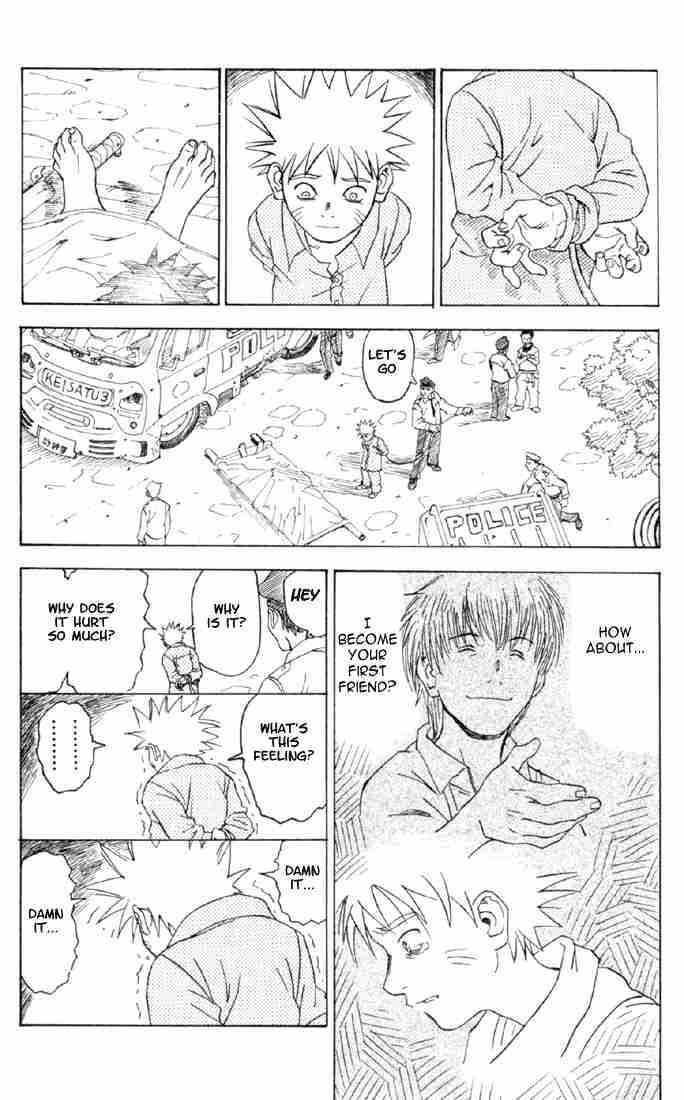 KEISATU3
POLI
LET'S
GO
POLICE
HOW
ABOUT...
I
BECOME
YOUR
FIRST
FRIEND?
HEY
WHY
IS IT?
WHY DOES
IT HURT
SO MUCH?
WHAT'S
THIS
FEELING?
.........
DAMN
IT...
DAMN
IT...